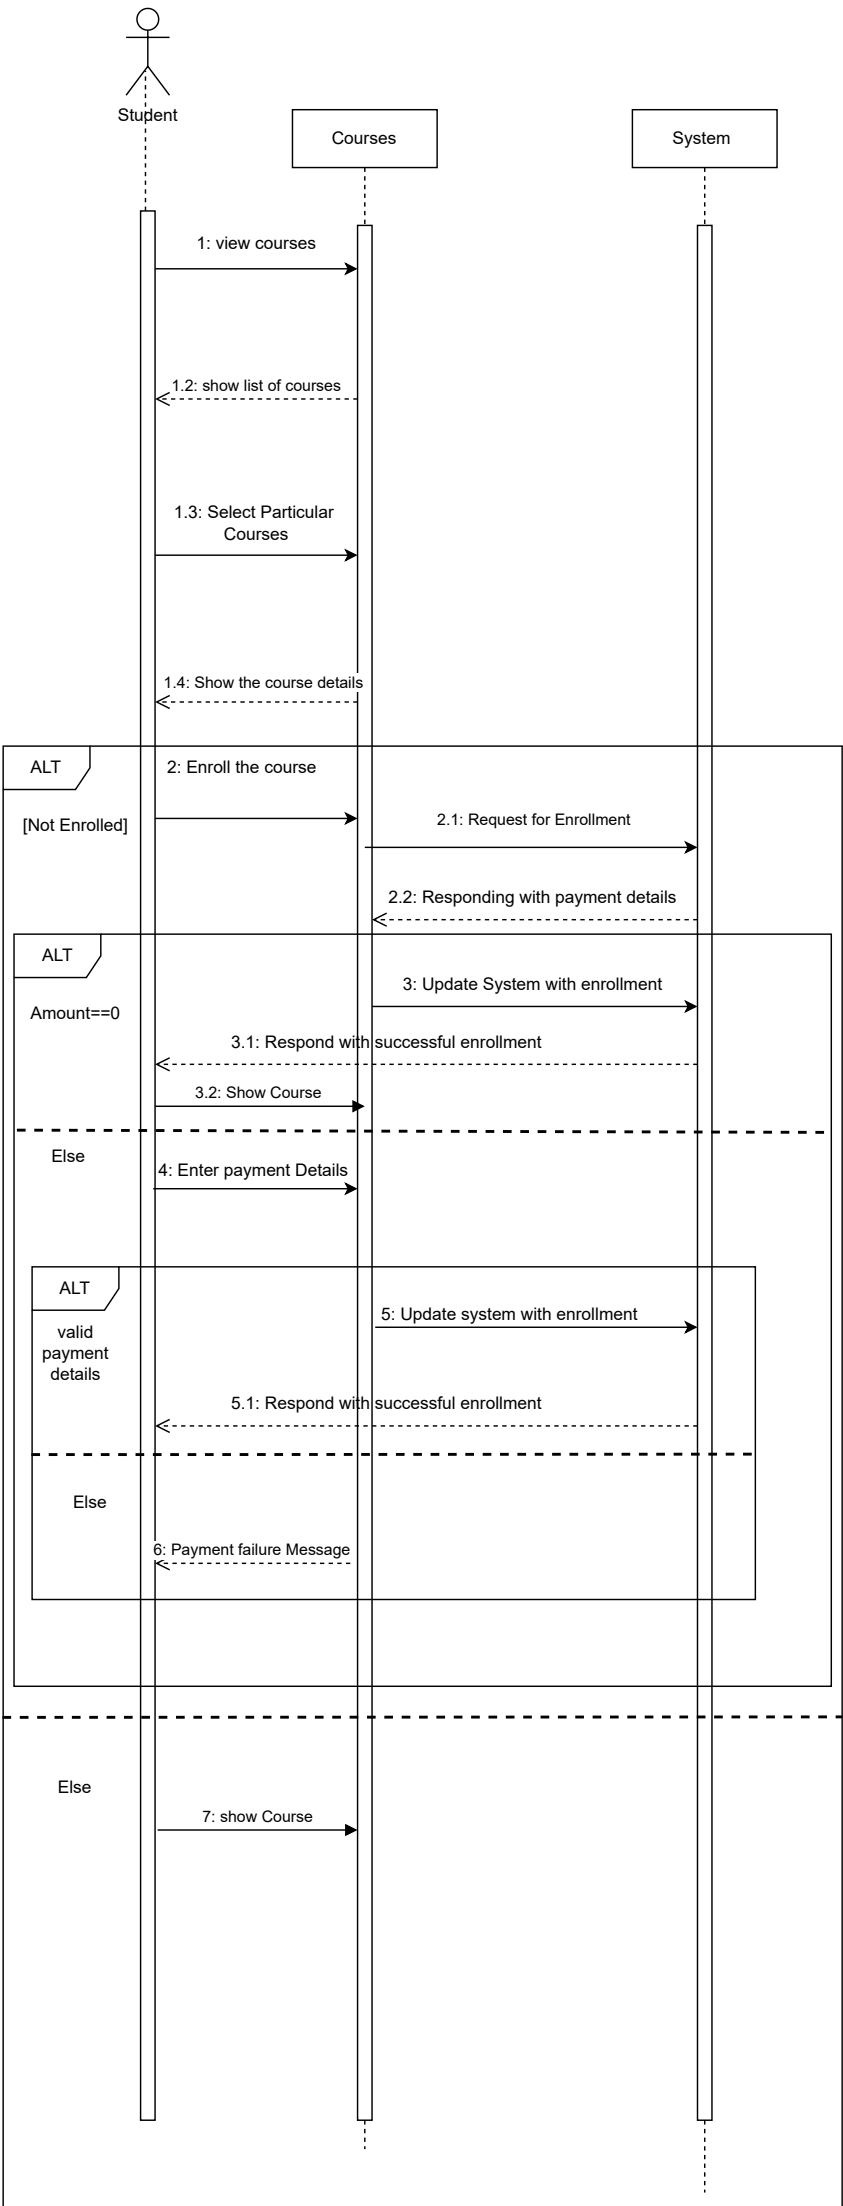 Student
Courses
System
1: view courses
1.2: show list of courses
1.3: Select Particular
Courses
1.4: Show the course details
ALT
2: Enroll the course
[Not Enrolled]
2.1: Request for Enrollment
2.2: Responding with payment details
ALT
3: Update System with enrollment
Amount==0
3.1: Respond with successful enrollment
3.2: Show Course
Else
4: Enter payment Details
ALT
5: Update system with enrollment
valid
payment
details
5.1: Respond with successful enrollment
Else
6: Payment failure Message
Else
7: show Course